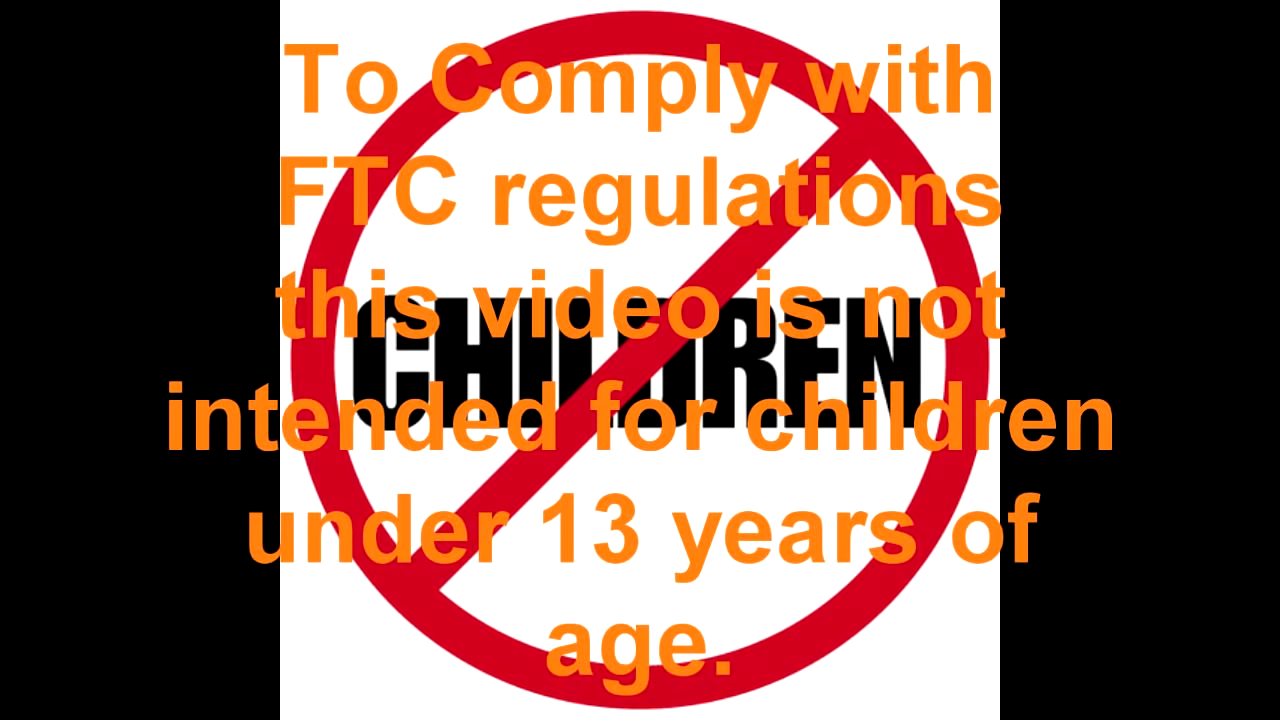 To Comply with
FTC regulations
this video is not
CHILDREN
intended for children
under 13 years of
age.